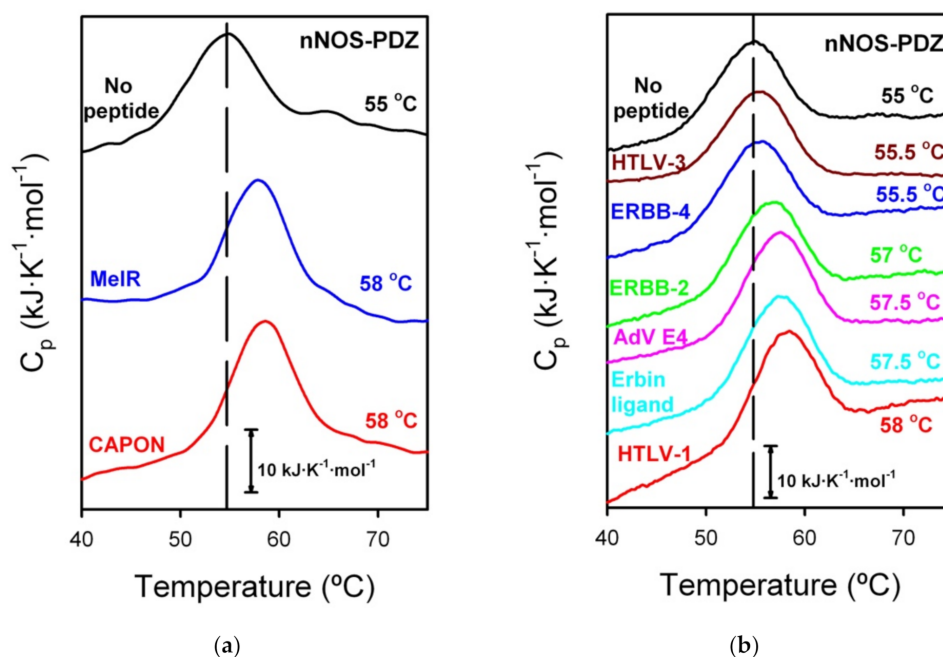 nNOS-PDZ
No
peptide
55 °C
MelR
58 °C
CAPON
58 °C
10 kJ·K⁻¹·mol⁻¹
Cp (kJ·K⁻¹·mol⁻¹)
40 50 60 70
Temperature (ºC)
(a)
nNOS-PDZ
No
peptide
55 °C
HTLV-3
55.5 °C
ERBB-4
55.5 °C
ERBB-2
57 °C
AdV E4
57.5 °C
Erbin
ligand
57.5 °C
HTLV-1
58 °C
10 kJ·K⁻¹·mol⁻¹
Cp (kJ·K⁻¹·mol⁻¹)
40 50 60 70
Temperature (ºC)
(b)